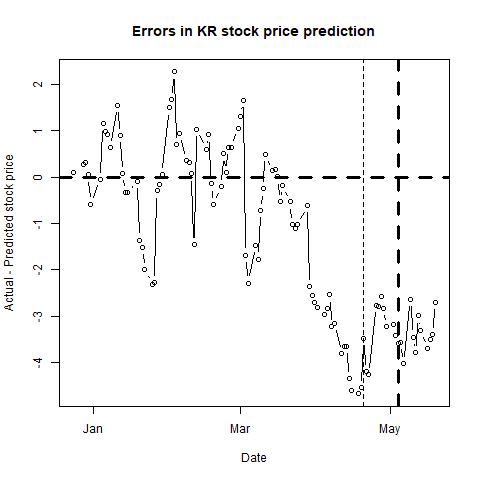 Errors in KR stock price prediction
Actual - Predicted stock price
2
1
0
-1
-2
-3
-4
Jan
Mar
May
Date